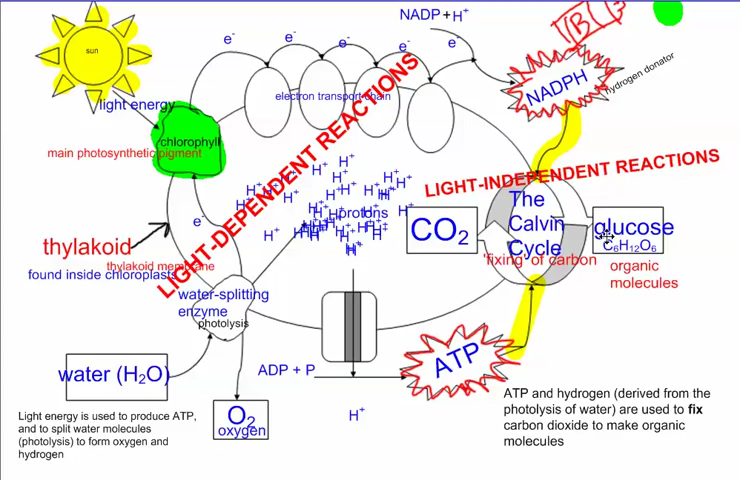 NADP + H+
B
sun
e-
e-
e-
e-
e-
light energy
electron transport chain
NADPH
hydrogen donator
chlorophyll
main photosynthetic pigment
LIGHT-DEPENDENT REACTIONS
LIGHT-INDEPENDENT REACTIONS
H+ H+ H+ H+ H+ H+ H+ H+
protons
H+
e-
The
Calvin
Cycle
CO2
glucose
C6H12O6
'fixing' of carbon
organic
molecules
thylakoid
thylakoid membrane
found inside chloroplasts
water-splitting
enzyme
photolysis
water (H2O)
ADP + P
ATP
O2
oxygen
H+
Light energy is used to produce ATP,
and to split water molecules
(photolysis) to form oxygen and
hydrogen
ATP and hydrogen (derived from the
photolysis of water) are used to fix
carbon dioxide to make organic
molecules